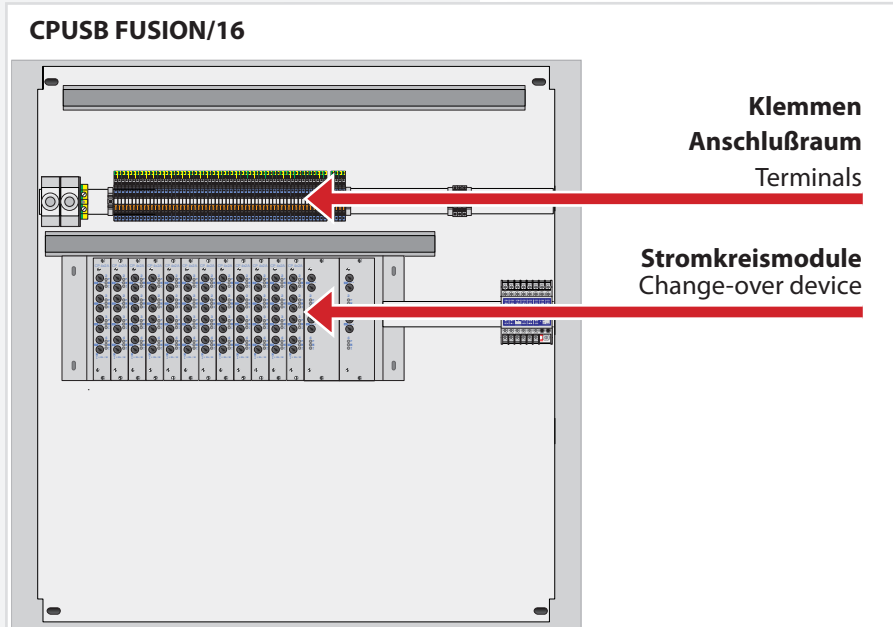 CPUSB FUSION/16
Klemmen
Anschlußraum
Terminals
Stromkreismodule
Change-over device